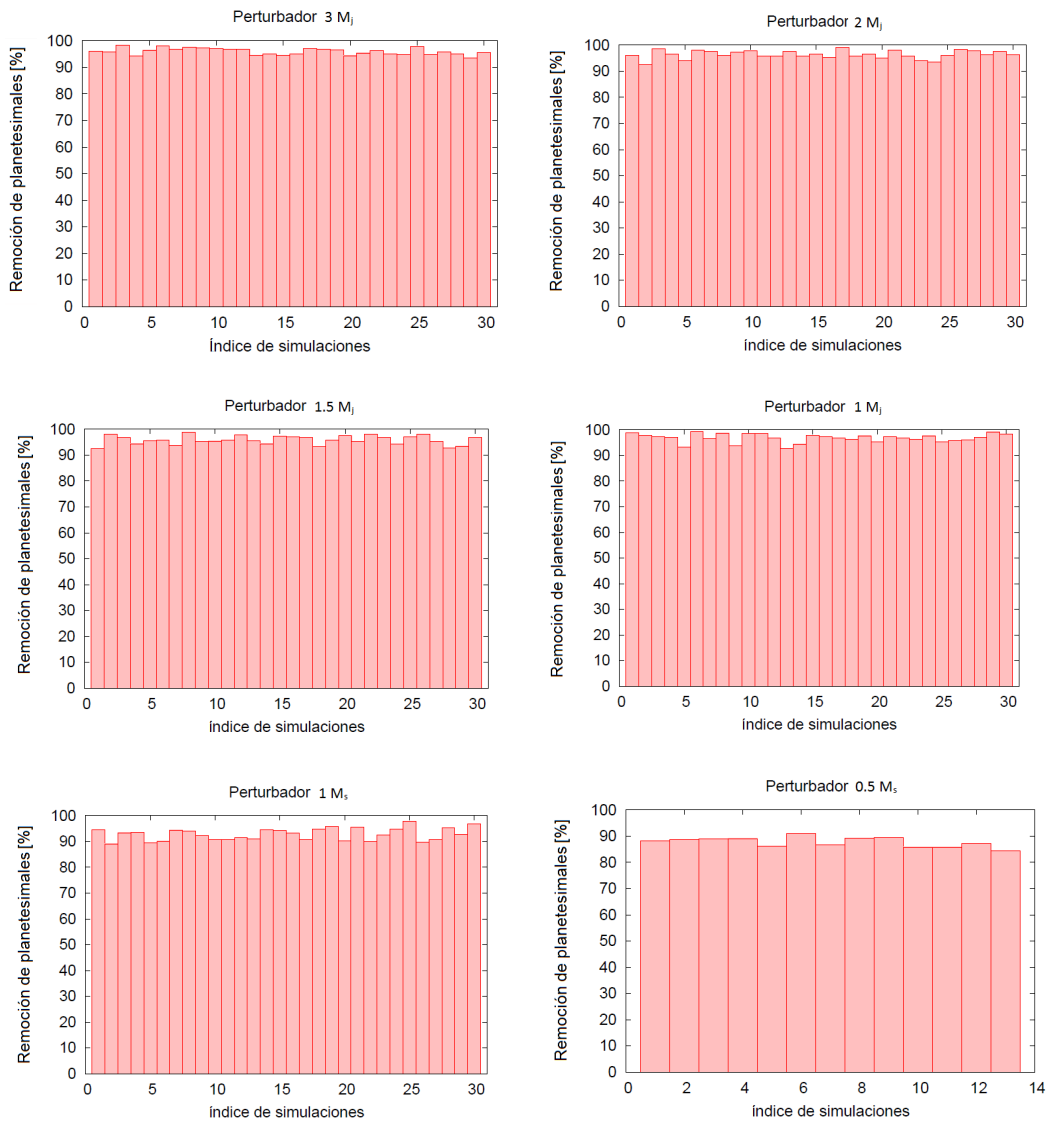 Perturbador 3 Mj
Remoción de planetesimales [%]
100
90
80
70
60
50
40
30
20
10
0
0 5 10 15 20 25 30
Índice de simulaciones
Perturbador 2 Mj
Remoción de planetesimales [%]
100
90
80
70
60
50
40
30
20
10
0
0 5 10 15 20 25 30
índice de simulaciones
Perturbador 1.5 Mj
Remoción de planetesimales [%]
100
90
80
70
60
50
40
30
20
10
0
0 5 10 15 20 25 30
índice de simulaciones
Perturbador 1 Mj
Remoción de planetesimales [%]
100
90
80
70
60
50
40
30
20
10
0
0 5 10 15 20 25 30
índice de simulaciones
Perturbador 1 Ms
Remoción de planetesimales [%]
100
90
80
70
60
50
40
30
20
10
0
0 5 10 15 20 25 30
índice de simulaciones
Perturbador 0.5 Ms
Remoción de planetesimales [%]
100
90
80
70
60
50
40
30
20
10
0
0 2 4 6 8 10 12 14
índice de simulaciones